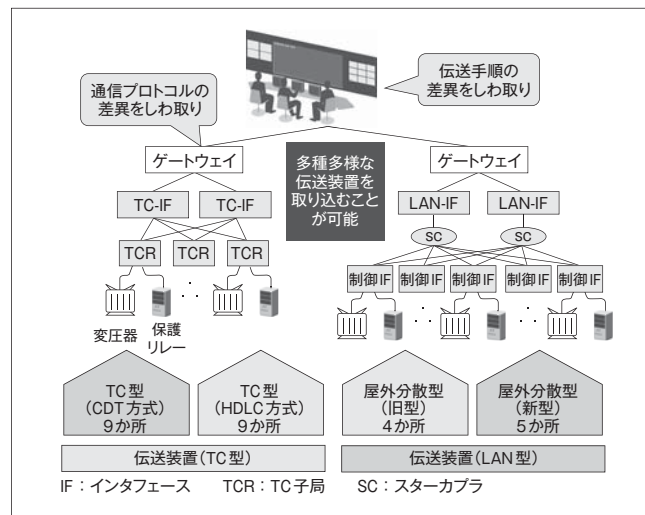 通信プロトコルの
差異をしわ取り
伝送手順の
差異をしわ取り
ゲートウェイ
多種多様な
伝送装置を
取り込むこと
が可能
ゲートウェイ
TC-IF
TC-IF
LAN-IF
LAN-IF
SC
SC
TCR
TCR
TCR
制御IF
制御IF
制御IF
制御IF
制御IF
変圧器
保護
リレー
TC型
(CDT方式)
9か所
TC型
(HDLC方式)
9か所
屋外分散型
(旧型)
4か所
屋外分散型
(新型)
5か所
伝送装置(TC型)
伝送装置(LAN型)
IF:インタフェース TCR:TC子局 SC:スターカプラ